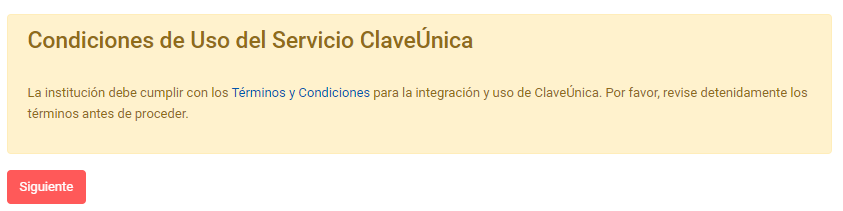 Condiciones de Uso del Servicio ClaveÚnica
La institución debe cumplir con los Términos y Condiciones para la integración y uso de ClaveÚnica. Por favor, revise detenidamente los
términos antes de proceder.
Siguiente